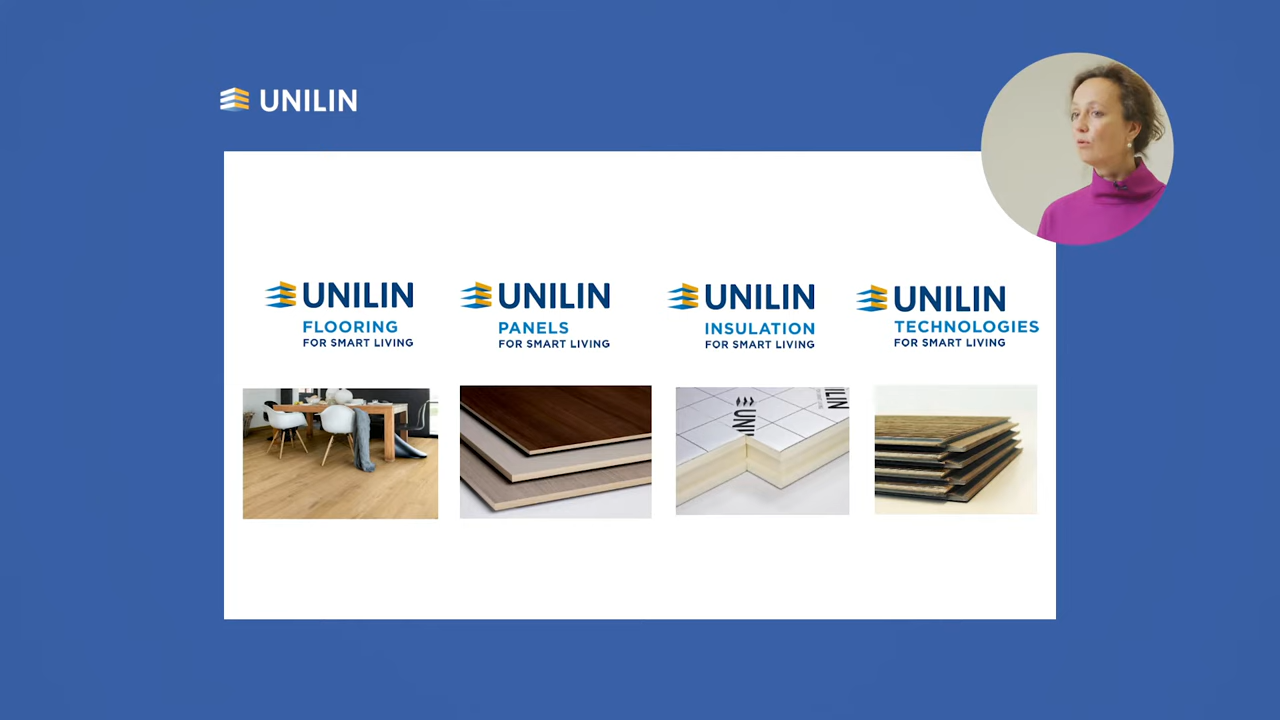 UNILIN
UNILIN
FLOORING
FOR SMART LIVING
UNILIN
PANELS
FOR SMART LIVING
UNILIN
INSULATION
FOR SMART LIVING
UNILIN
TECHNOLOGIES
FOR SMART LIVING